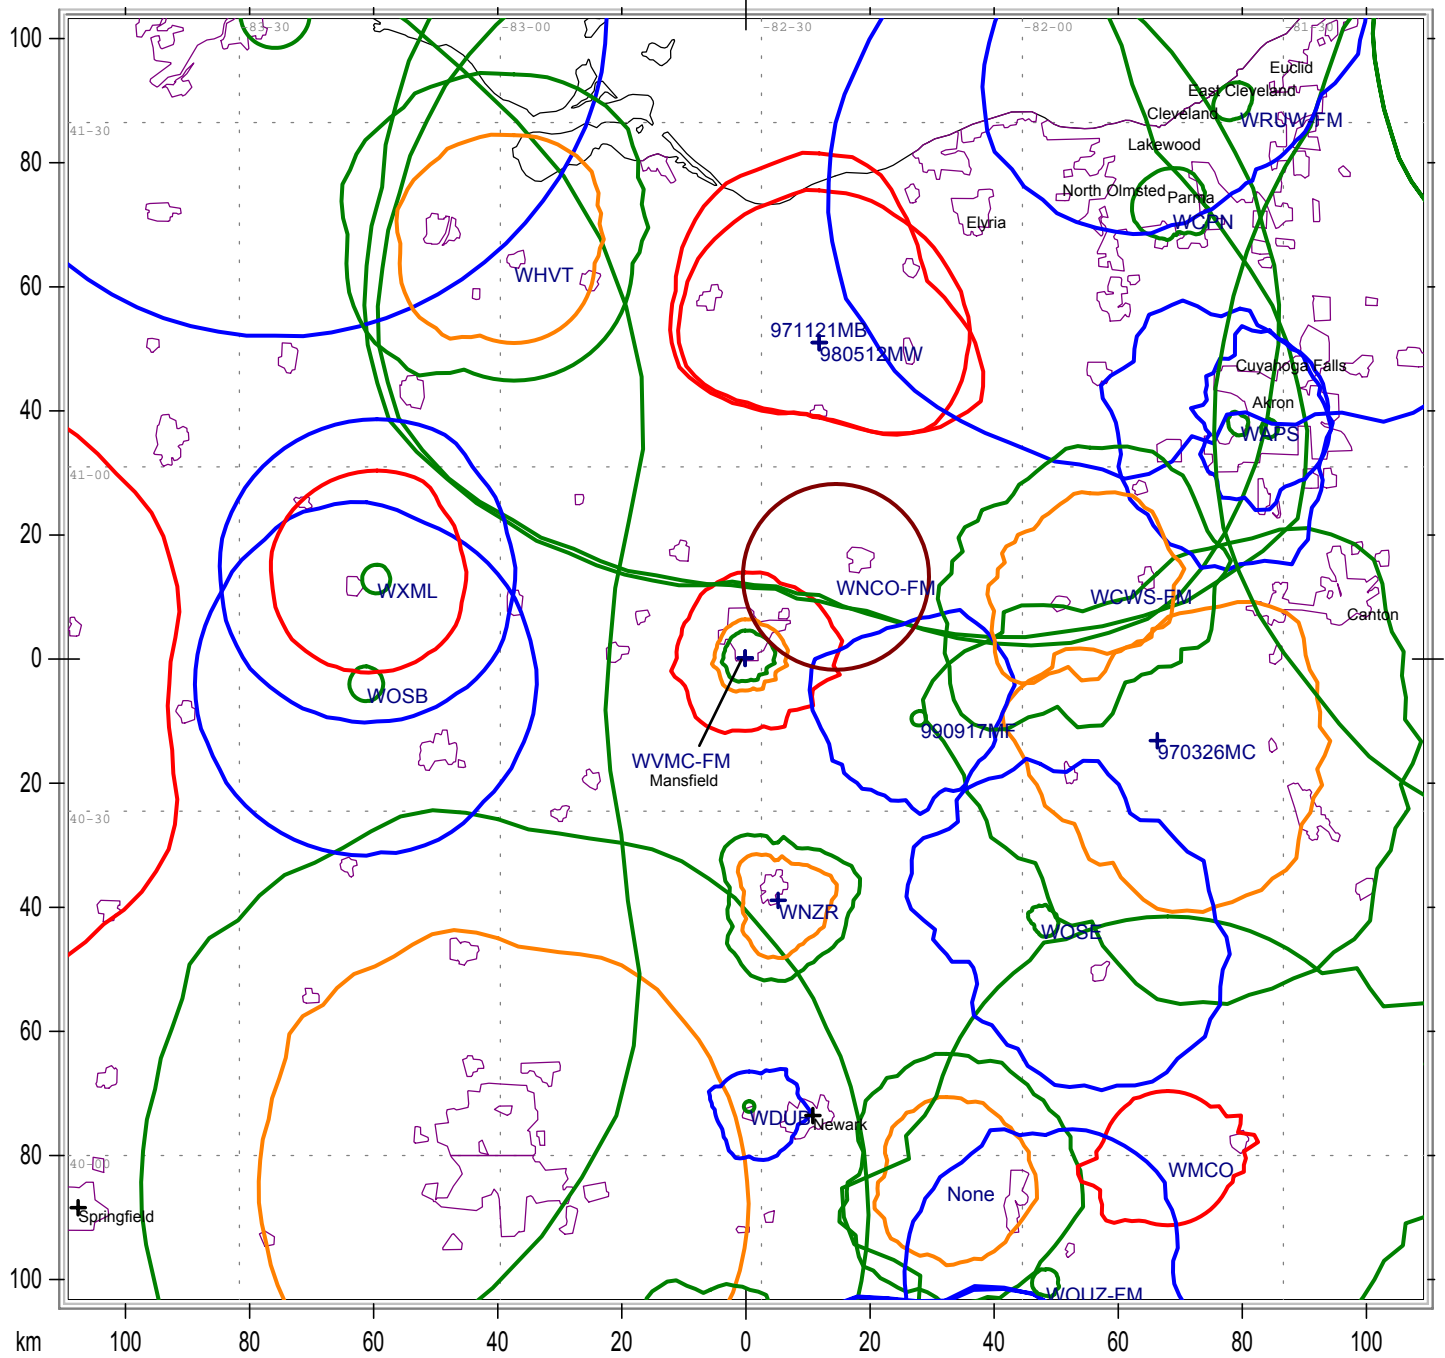 -83-30
-83-00
-82-30
-82-00
-81-30
100
Euclid
East Cleveland
Cleveland
WRUW-FM
41-30
Lakewood
80
North Olmsted
Parma
Elyria
WCPN
WHVT
60
971121MB
980512MW
Cuyahoga Falls
40
Akron
WAPS
41-00
20
WXML
WNCO-FM
WCWS-FM
Canton
0
WOSB
990917MF
WVMC-FM
970326MC
Mansfield
20
40-30
40
WNZR
WOSE
60
WDUB
Newark
80
40-00
WMCO
None
Springfield
100
WOUZ-FM
km
100
80
60
40
20
0
20
40
60
80
100